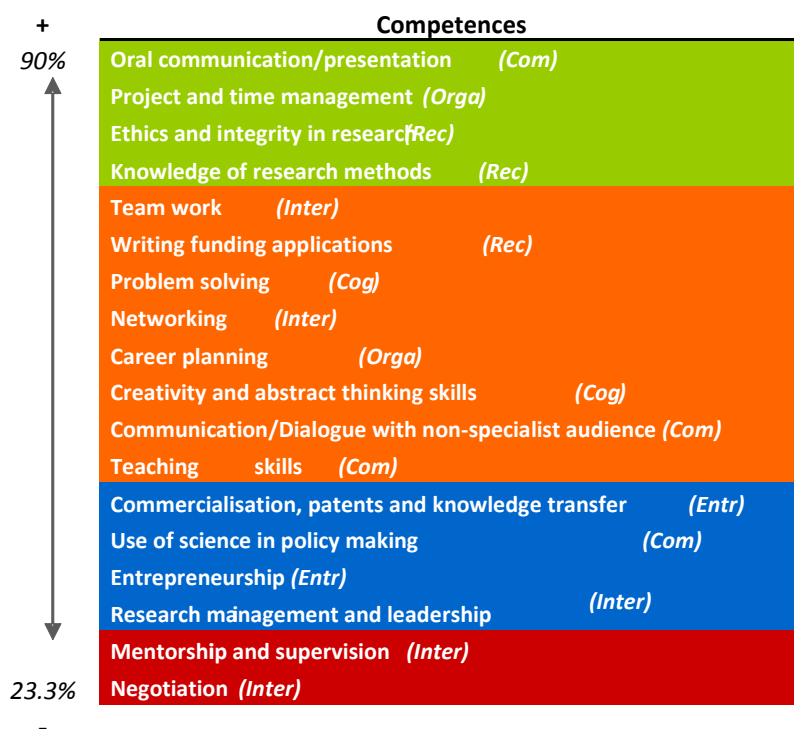 + Competences
90% Oral communication/presentation (Com)
Project and time management (Orga)
Ethics and integrity in research (Rec)
Knowledge of research methods (Rec)
Team work (Inter)
Writing funding applications (Rec)
Problem solving (Cog)
Networking (Inter)
Career planning (Orga)
Creativity and abstract thinking skills (Cog)
Communication/Dialogue with non-specialist audience (Com)
Teaching skills (Com)
Commercialisation, patents and knowledge transfer (Entr)
Use of science in policy making (Com)
Entrepreneurship (Entr)
Research management and leadership (Inter)
Mentorship and supervision (Inter)
23.3% Negotiation (Inter)
-